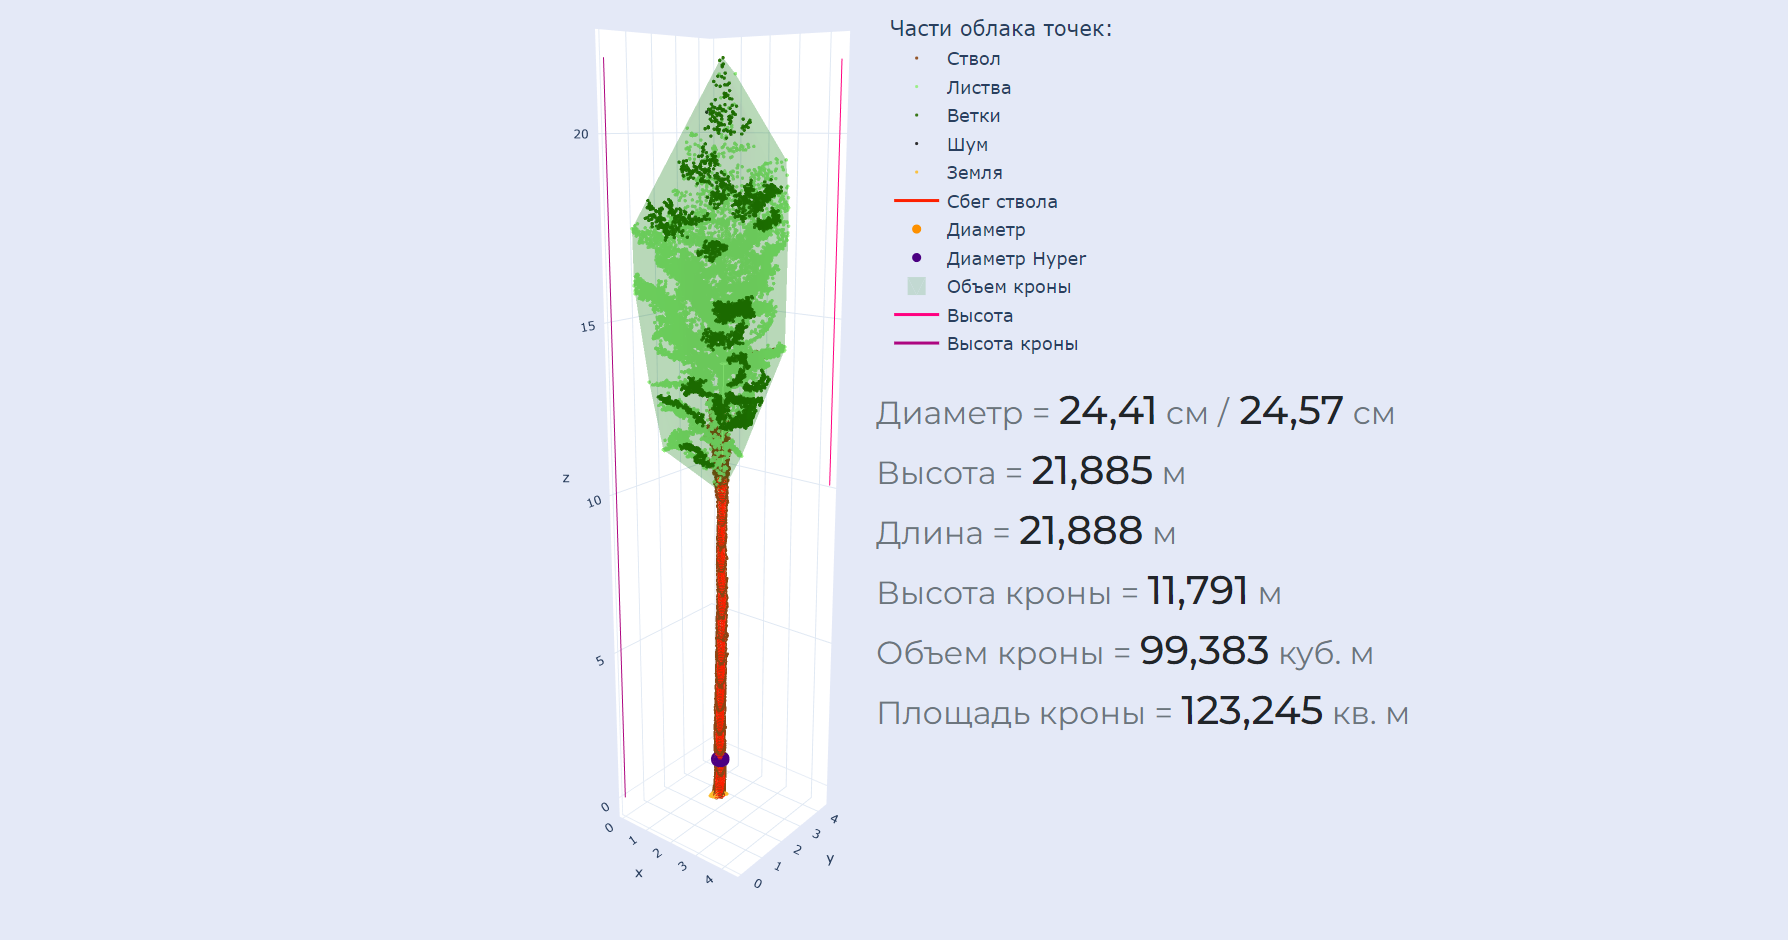 Части облака точек:
Ствол
Листва
Ветки
Шум
Земля
Сбег ствола
Диаметр
Диаметр Hyper
Объем кроны
Высота
Высота кроны
Диаметр = 24,41 см / 24,57 см
Высота = 21,885 м
Длина = 21,888 м
Высота кроны = 11,791 м
Объем кроны = 99,383 куб. м
Площадь кроны = 123,245 кв. м
20
15
z
10
5
0
0
1
2
3
4
x
0
1
2
3
4
y